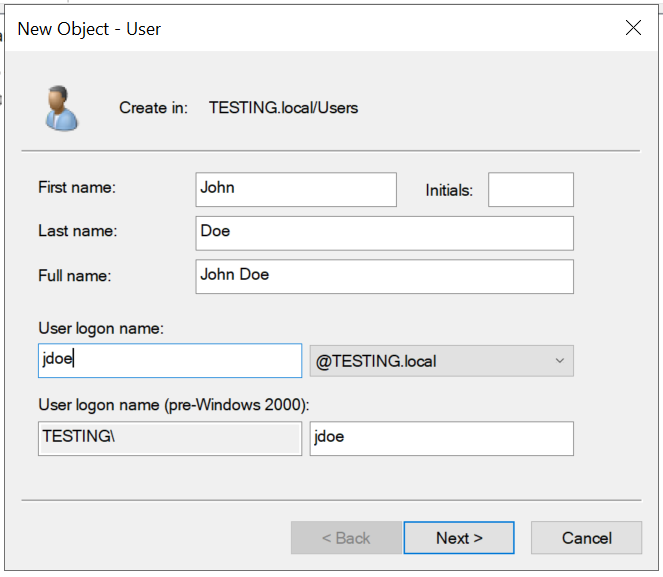 New Object - User
Create in: TESTING.local/Users
First name: John Initials:
Last name: Doe
Full name: John Doe
User logon name:
jdoe @TESTING.local
User logon name (pre-Windows 2000):
TESTING\ jdoe
< Back Next > Cancel